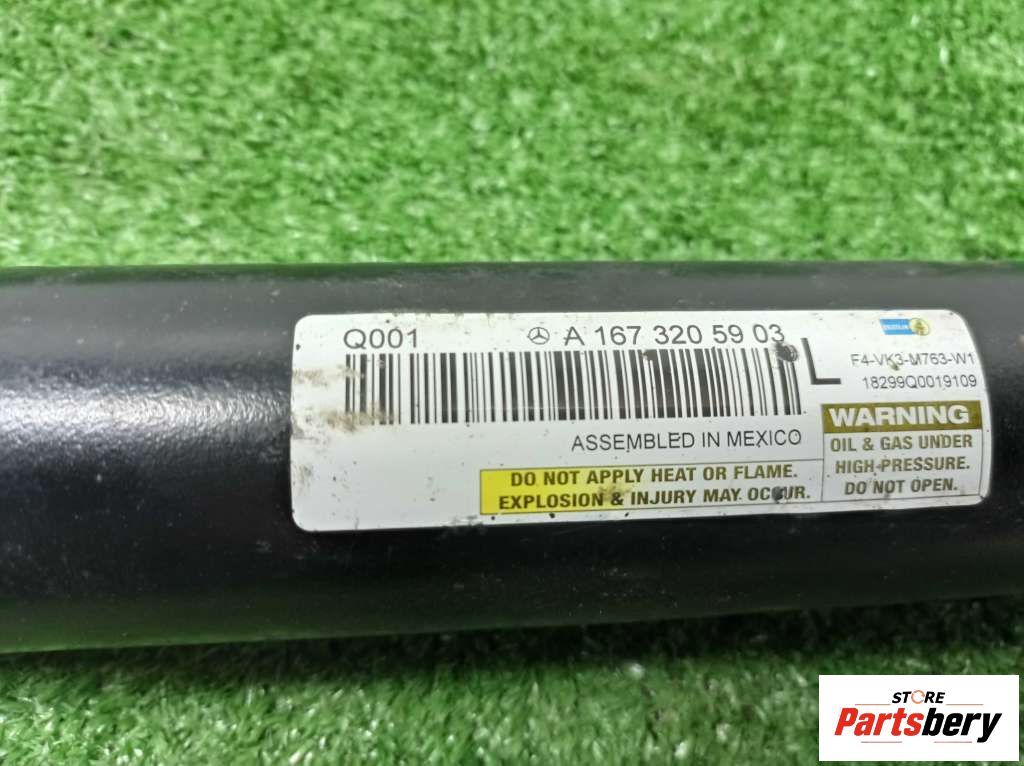 Q001 A 167 320 59 03
L
F4-VK3-M763-W1
18299Q0019109
ASSEMBLED IN MEXICO
WARNING
OIL & GAS UNDER
HIGH PRESSURE.
DO NOT OPEN.
DO NOT APPLY HEAT OR FLAME.
EXPLOSION & INJURY MAY OCCUR.
STORE
Partsbery